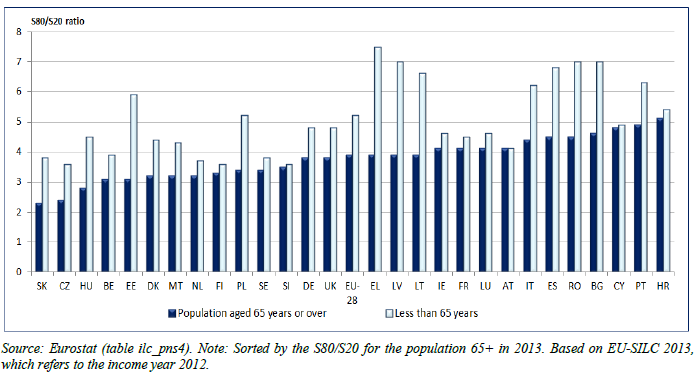 S80/S20 ratio
8
7
6
5
4
3
2
1
0
SK CZ HU BE EE DK MT NL FI PL SE SI DE UK EU-28 EL LV LT IE FR LU AT IT ES RO BG CY PT HR
Population aged 65 years or over Less than 65 years
Source: Eurostat (table ilc_pns4). Note: Sorted by the S80/S20 for the population 65+ in 2013. Based on EU-SILC 2013,
which refers to the income year 2012.